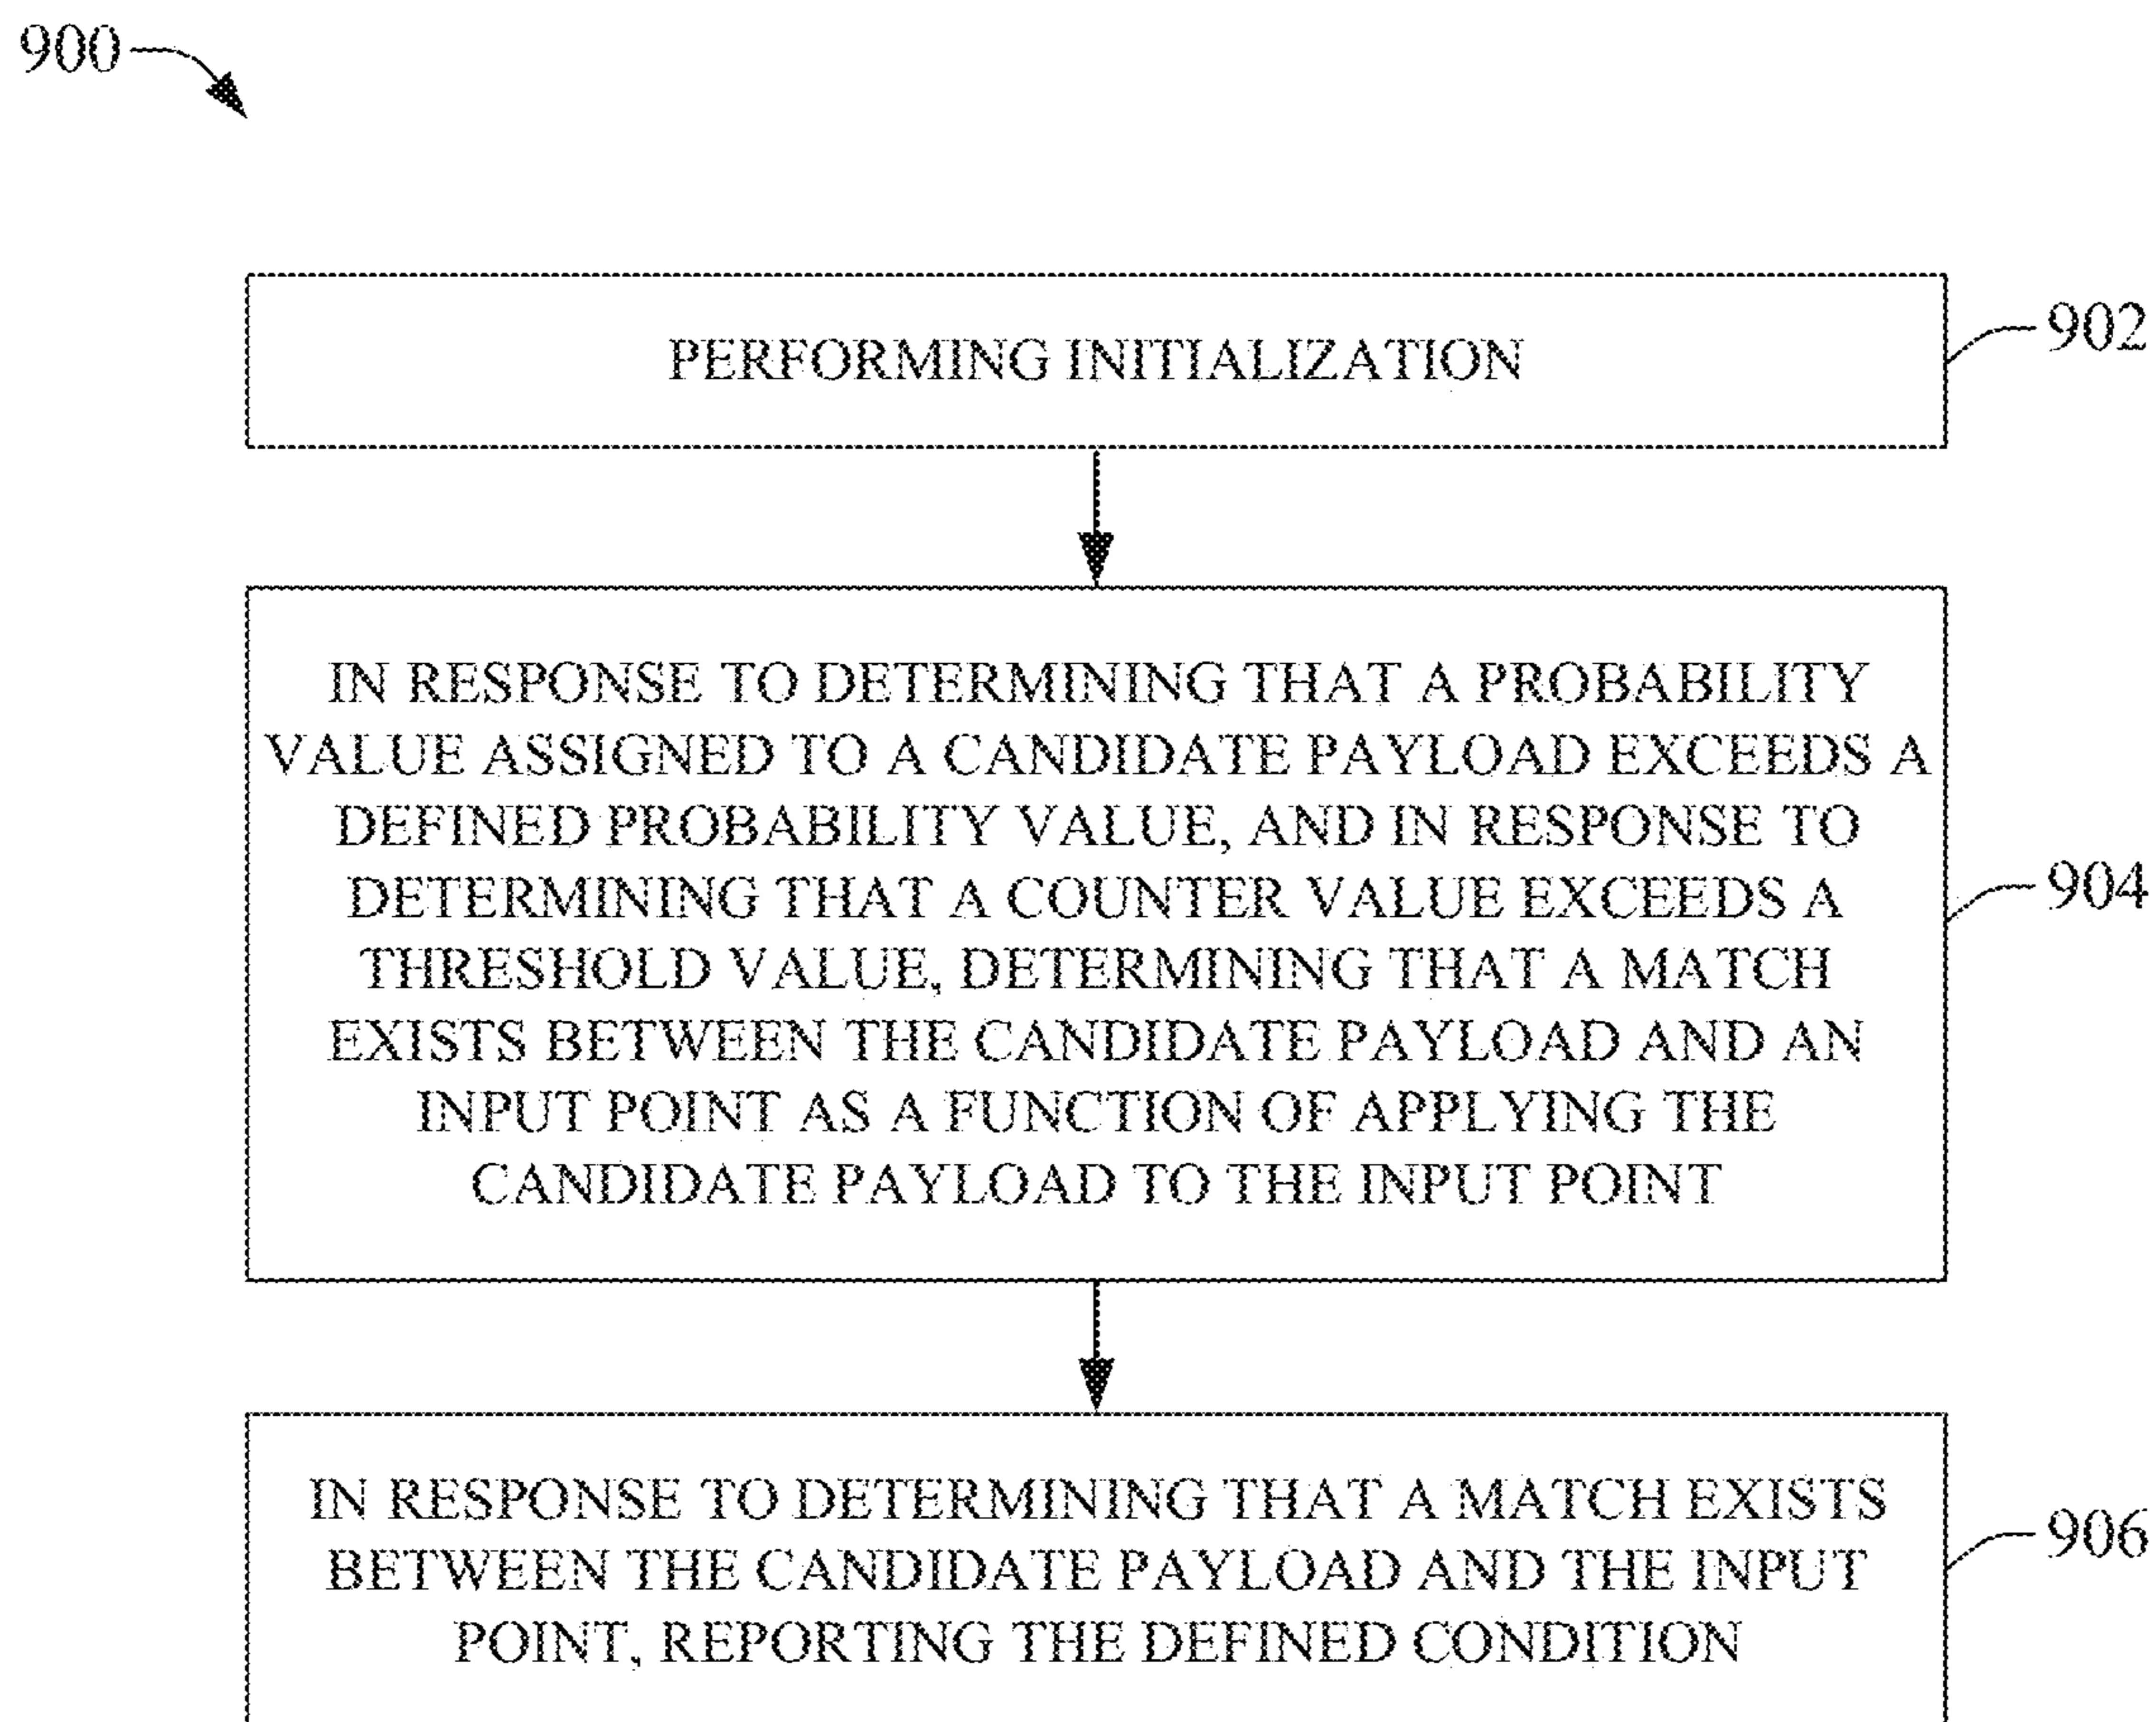 900
PERFORMING INITIALIZATION
902
IN RESPONSE TO DETERMINING THAT A PROBABILITY
VALUE ASSIGNED TO A CANDIDATE PAYLOAD EXCEEDS A
DEFINED PROBABILITY VALUE, AND IN RESPONSE TO
DETERMINING THAT A COUNTER VALUE EXCEEDS A
THRESHOLD VALUE, DETERMINING THAT A MATCH
EXISTS BETWEEN THE CANDIDATE PAYLOAD AND AN
INPUT POINT AS A FUNCTION OF APPLYING THE
CANDIDATE PAYLOAD TO THE INPUT POINT
904
IN RESPONSE TO DETERMINING THAT A MATCH EXISTS
BETWEEN THE CANDIDATE PAYLOAD AND THE INPUT
POINT, REPORTING THE DEFINED CONDITION
906